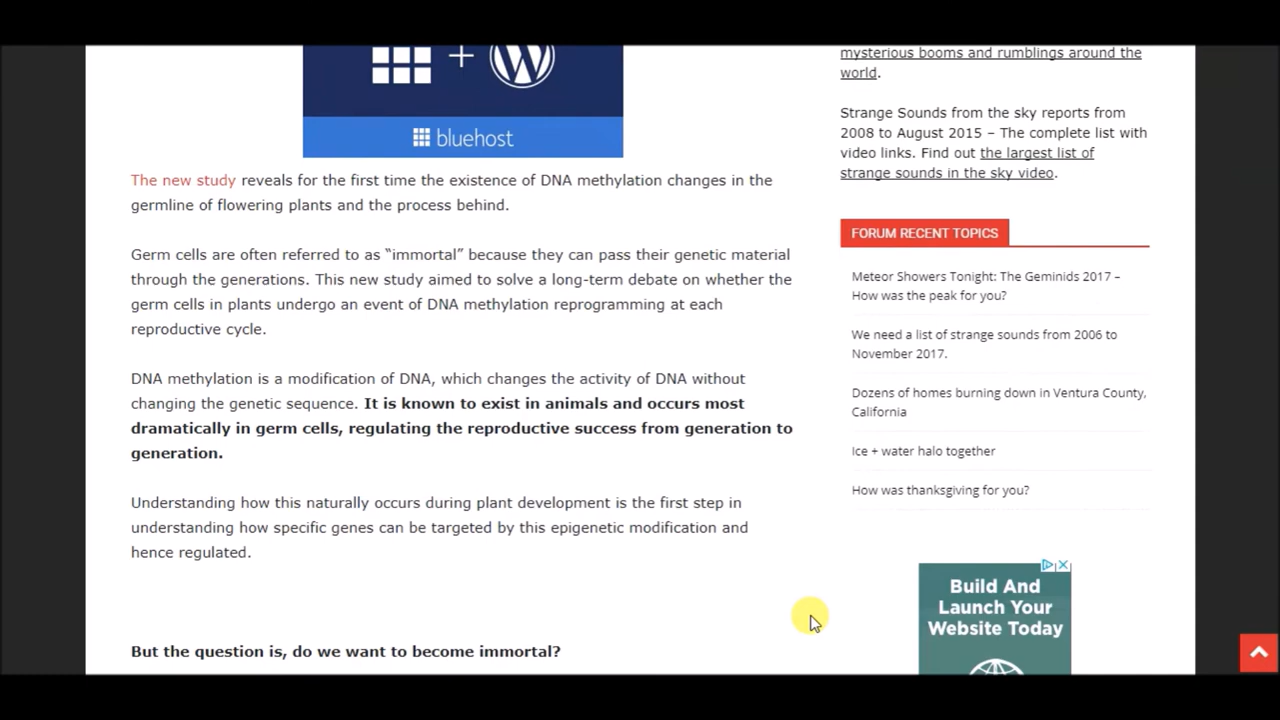 bluehost
The new study reveals for the first time the existence of DNA methylation changes in the
germline of flowering plants and the process behind.
Germ cells are often referred to as “immortal” because they can pass their genetic material
through the generations. This new study aimed to solve a long-term debate on whether the
germ cells in plants undergo an event of DNA methylation reprogramming at each
reproductive cycle.
DNA methylation is a modification of DNA, which changes the activity of DNA without
changing the genetic sequence. It is known to exist in animals and occurs most
dramatically in germ cells, regulating the reproductive success from generation to
generation.
Understanding how this naturally occurs during plant development is the first step in
understanding how specific genes can be targeted by this epigenetic modification and
hence regulated.
But the question is, do we want to become immortal?
mysterious booms and rumblings around the
world.
Strange Sounds from the sky reports from
2008 to August 2015 – The complete list with
video links. Find out the largest list of
strange sounds in the sky video.
FORUM RECENT TOPICS
Meteor Showers Tonight: The Geminids 2017 –
How was the peak for you?
We need a list of strange sounds from 2006 to
November 2017.
Dozens of homes burning down in Ventura County,
California
Ice + water halo together
How was thanksgiving for you?
Build And
Launch Your
Website Today